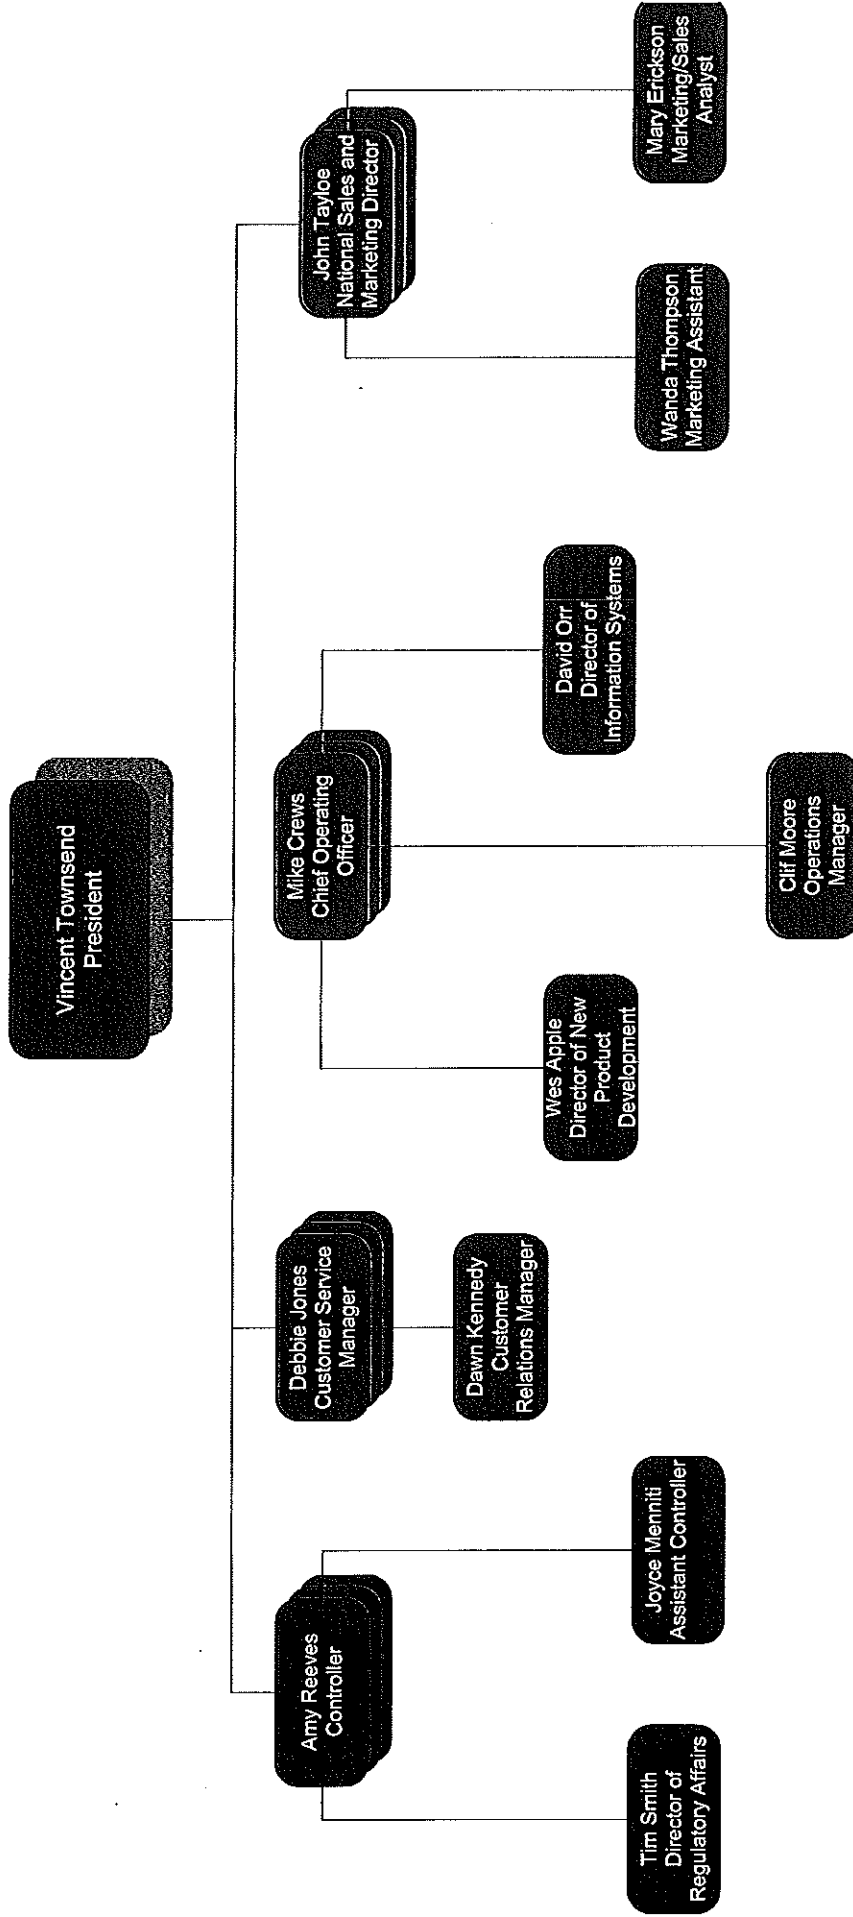 Vincent Townsend
President
Amy Reeves
Controller
Debbie Jones
Customer Service
Manager
Mike Crews
Chief Operating
Officer
John Tayloe
National Sales and
Marketing Director
Tim Smith
Director of
Regulatory Affairs
Joyce Menniti
Assistant Controller
Dawn Kennedy
Customer
Relations Manager
Wes Apple
Director of New
Product
Development
Clif Moore
Operations
Manager
David Orr
Director of
Information Systems
Wanda Thompson
Marketing Assistant
Mary Erickson
Marketing/Sales
Analyst